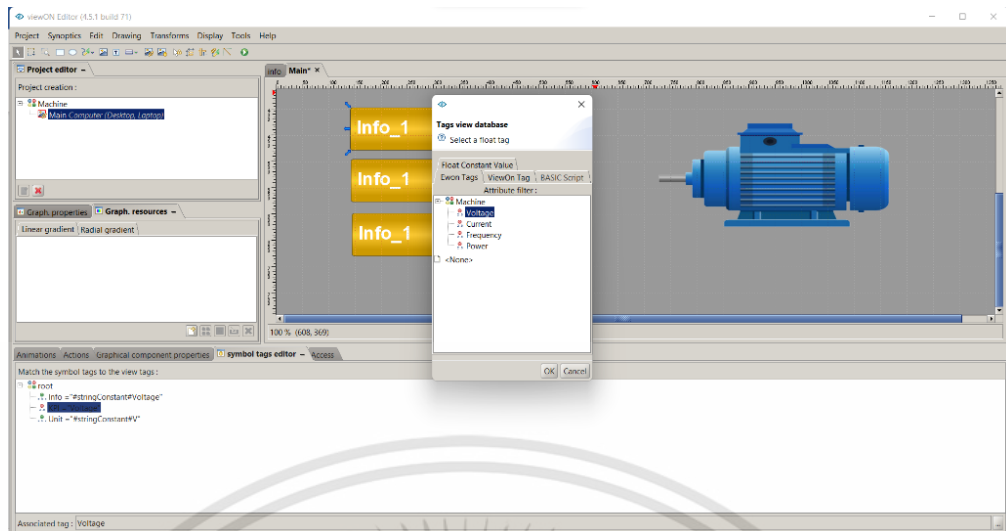 viewON Editor (4.5.1 build 71)
Project Synoptics Edit Drawing Transforms Display Tools Help
Project editor
Info Main*
Project creation :
Machine
Main Computer (Desktop, Laptop)
Graph. properties Graph. resources
Linear gradient Radial gradient
Info_1
Info_1
Info_1
100 % (608, 369)
Tags view database
Select a float tag
Float Constant Value
Ewon Tags ViewOn Tag BASIC Script
Attribute filter :
Machine
Voltage
Current
Frequency
Power
<None>
OK Cancel
Animations Actions Graphical component properties symbol tags editor Access
Match the symbol tags to the view tags :
root
Info ="#stringConstant#Voltage"
Unit ="#stringConstant#V"
Associated tag : Voltage